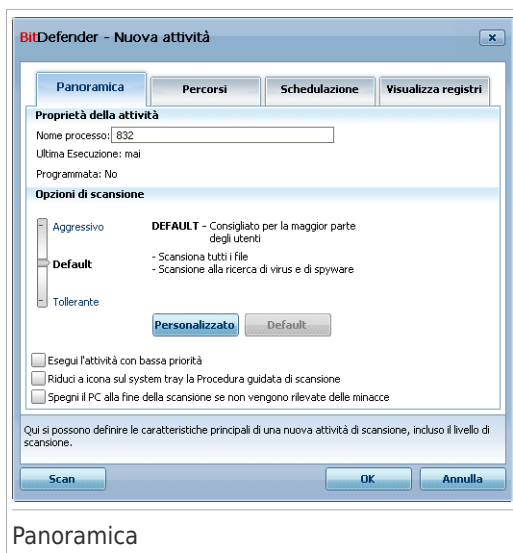 BitDefender - Nuova attività
Panoramica
Percorsi
Schedulazione
Visualizza registri
Proprietà della attività
Nome processo: 832
Ultima Esecuzione: mai
Programmata: No
Opzioni di scansione
Aggressivo
DEFAULT - Consigliato per la maggior parte
degli utenti
- Scansiona tutti i file
Default
- Scansione alla ricerca di virus e di spyware
Tollerante
Personalizzato
Default
Esegui l'attività con bassa priorità
Riduci a icona sul system tray la Procedura guidata di scansione
Spegni il PC alla fine della scansione se non vengono rilevate delle minacce
Qui si possono definire le caratteristiche principali di una nuova attività di scansione, incluso il livello di
scansione.
Scan
OK
Annulla
Panoramica